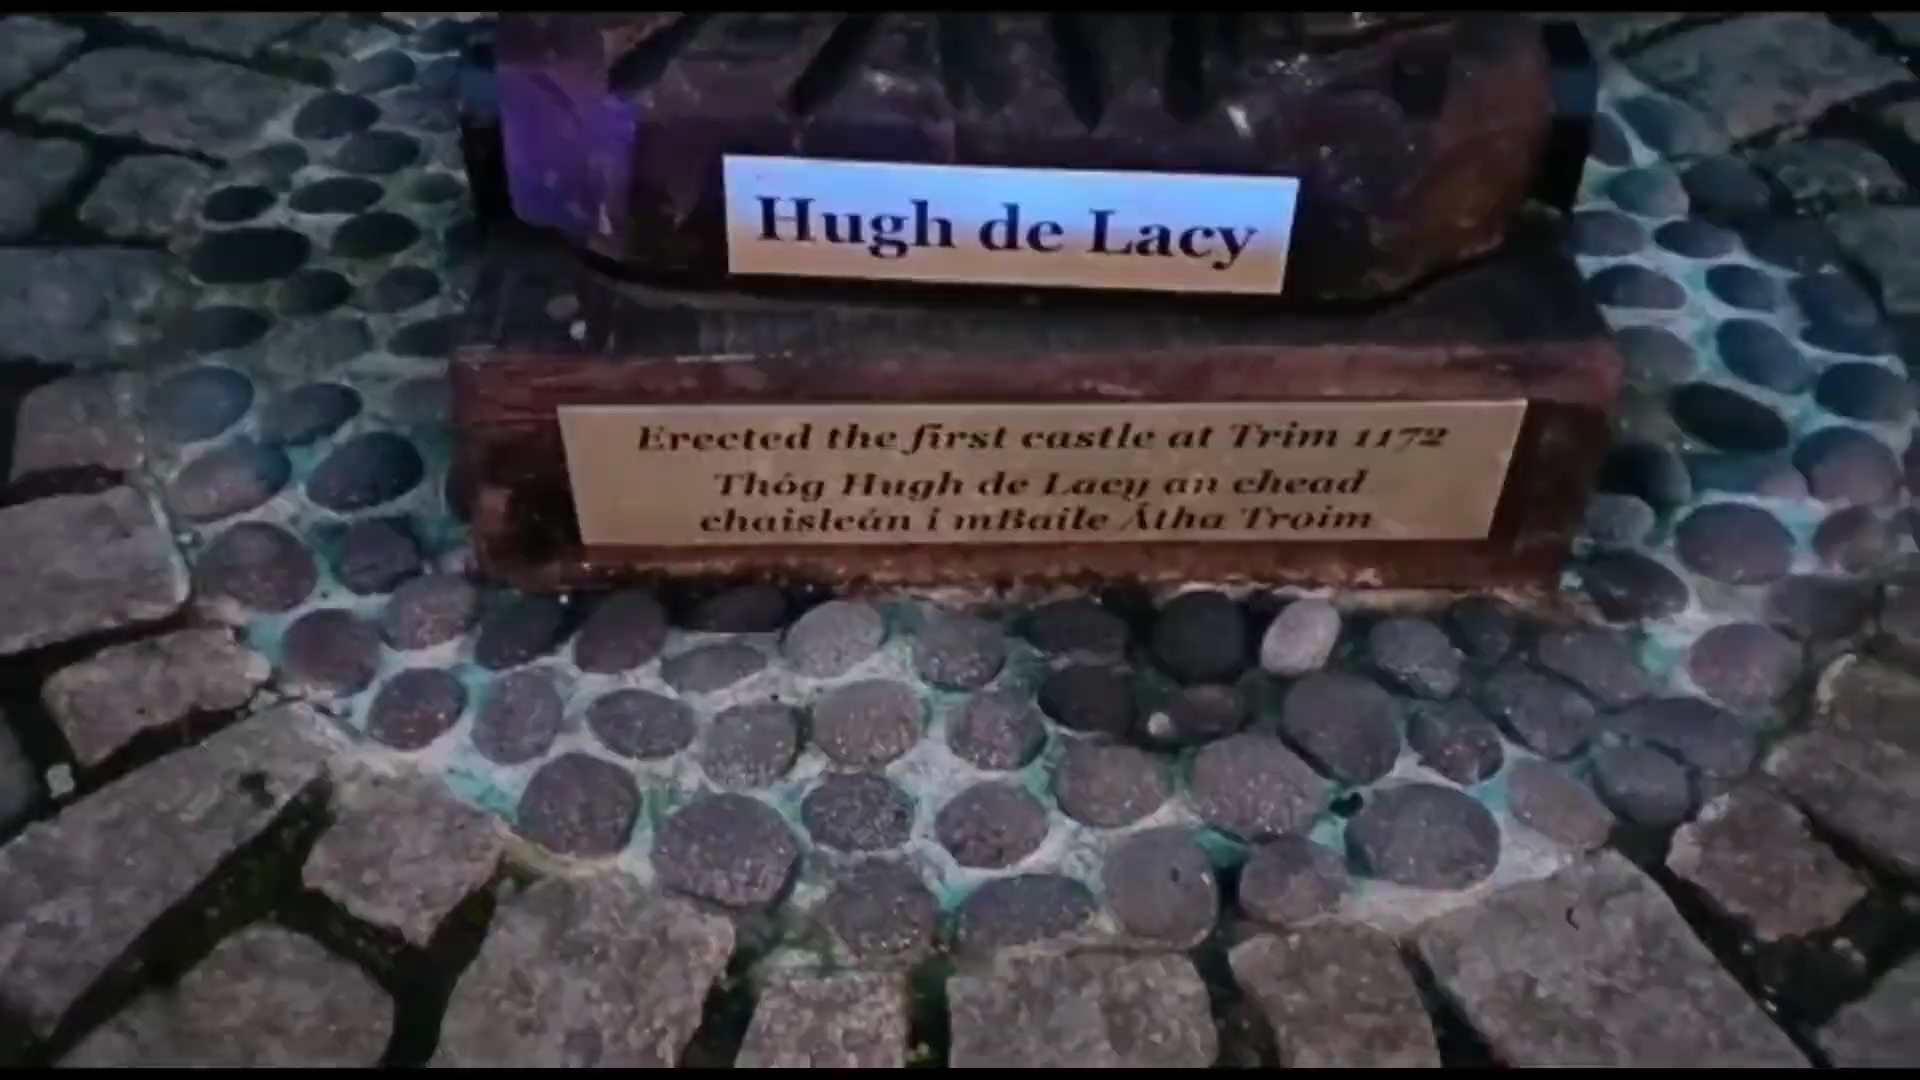 Hugh de Lacy
Erected the first castle at Trim 1172
Thóg Hugh de Lacy an chead
chaisleán i mBaile Átha Troim